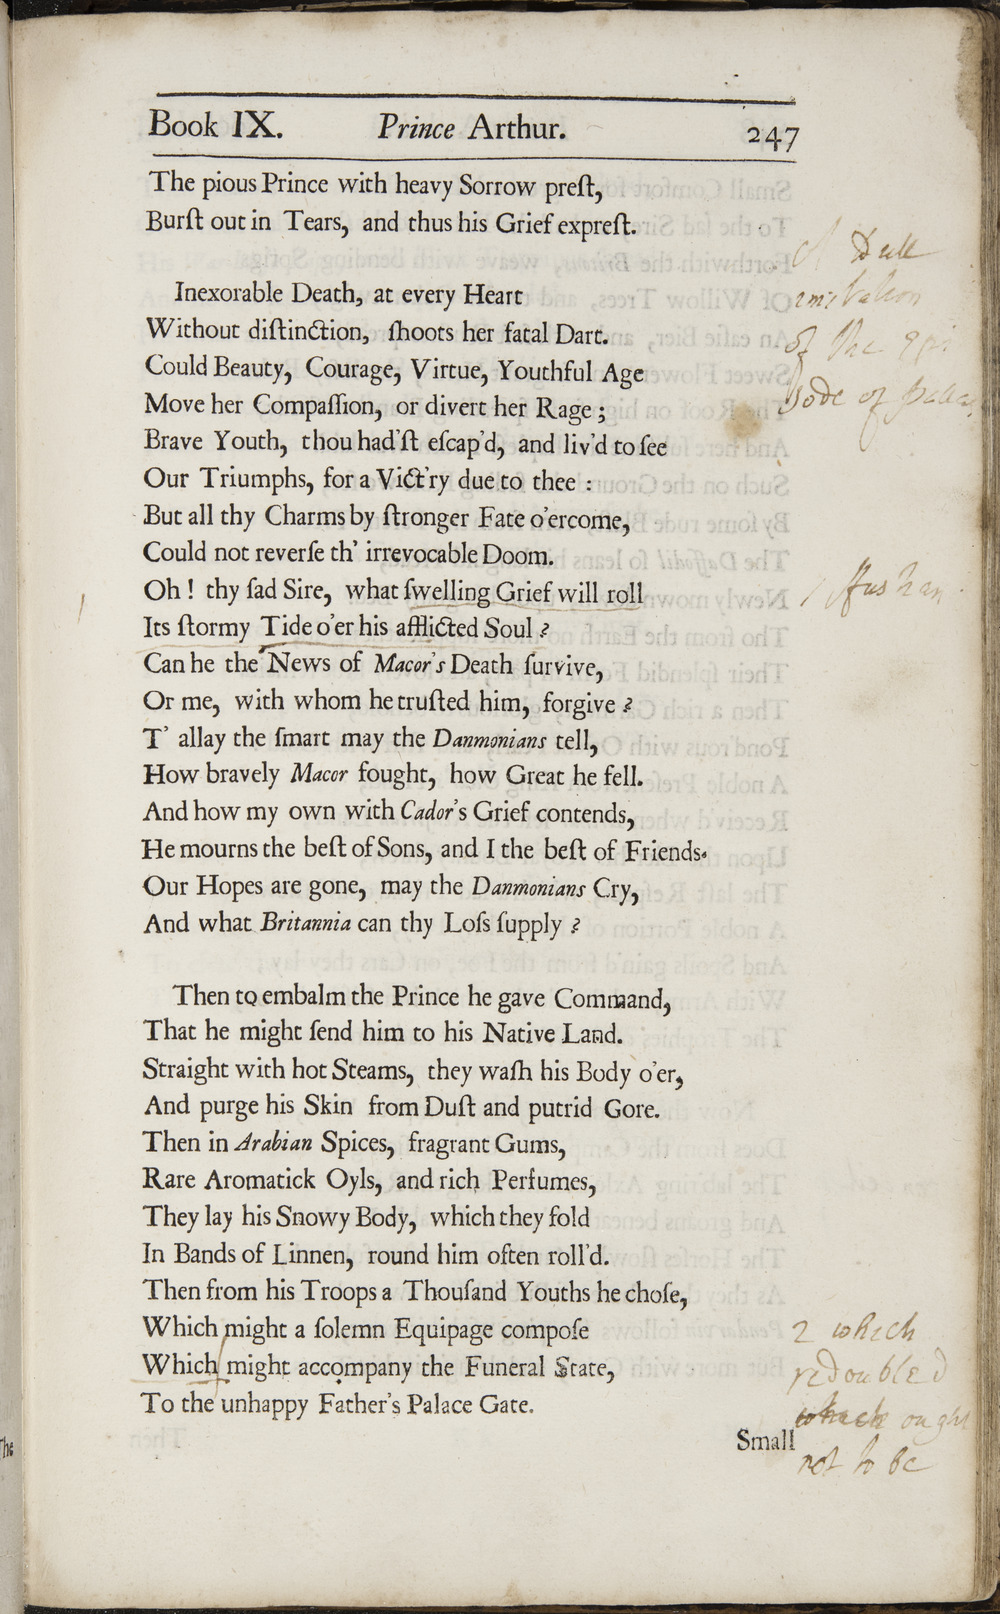 Book IX. Prince Arthur. 247
The pious Prince with heavy Sorrow preſt,
Burſt out in Tears, and thus his Grief expreſt.
A Dull
imitation
of the epi
sode of pallas
Inexorable Death, at every Heart
Without diſtinction, ſhoots her fatal Dart.
Could Beauty, Courage, Virtue, Youthful Age
Move her Compaſſion, or divert her Rage;
Brave Youth, thou had'ſt eſcap'd, and liv'd to ſee
Our Triumphs, for a Vict'ry due to thee:
But all thy Charms by ſtronger Fate o'ercome,
Could not reverſe th' irrevocable Doom.
Oh! thy ſad Sire, what ſwelling Grief will roll
fustian
Its ſtormy Tide o'er his afflicted Soul?
Can he the News of Macor's Death ſurvive,
Or me, with whom he truſted him, forgive?
T' allay the ſmart may the Danmonians tell,
How bravely Macor fought, how Great he fell.
And how my own with Cador's Grief contends,
He mourns the beſt of Sons, and I the beſt of Friends.
Our Hopes are gone, may the Danmonians Cry,
And what Britannia can thy Loſs ſupply?
Then to embalm the Prince he gave Command,
That he might ſend him to his Native Land.
Straight with hot Steams, they waſh his Body o'er,
And purge his Skin from Duſt and putrid Gore.
Then in Arabian Spices, fragrant Gums,
Rare Aromatick Oyls, and rich Perfumes,
They lay his Snowy Body, which they fold
In Bands of Linnen, round him often roll'd.
Then from his Troops a Thouſand Youths he choſe,
Which might a ſolemn Equipage compoſe
Which might accompany the Funeral State,
To the unhappy Father's Palace Gate.
2 which
redoubled
which ought
not to be
Small
The